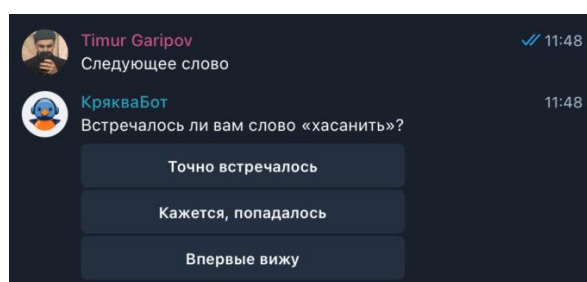 Timur Garipov 11:48
Следующее слово
КрякваБот 11:48
Встречалось ли вам слово «хасанить»?
Точно встречалось
Кажется, попадалось
Впервые вижу